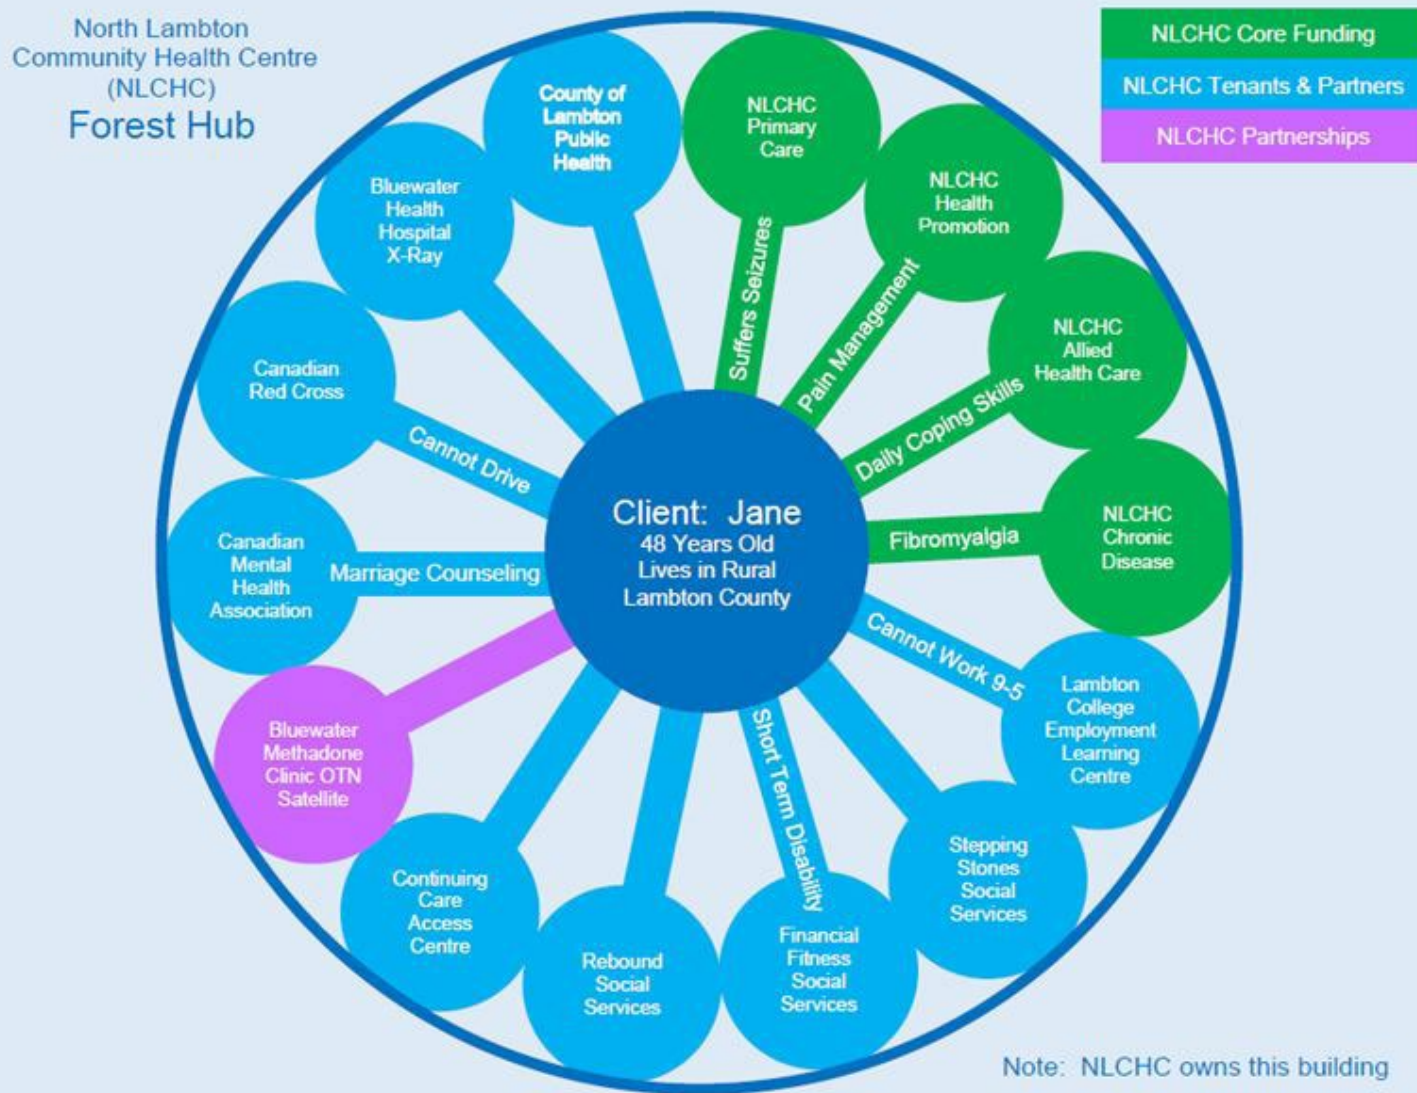 North Lambton
Community Health Centre
(NLCHC)
Forest Hub
NLCHC Core Funding
NLCHC Tenants & Partners
NLCHC Partnerships
County of
Lambton
Public
Health
NLCHC
Primary
Care
Suffers Seizures
NLCHC
Health
Promotion
Pain Management
NLCHC
Allied
Health Care
Daily Coping Skills
NLCHC
Chronic
Disease
Fibromyalgia
Lambton
College
Employment
Learning
Centre
Cannot Work 9-5
Stepping
Stones
Social
Services
Financial
Fitness
Social
Services
Short Term Disability
Rebound
Social
Services
Continuing
Care
Access
Centre
Bluewater
Methadone
Clinic OTN
Satellite
Canadian
Mental
Health
Association
Marriage Counseling
Canadian
Red Cross
Cannot Drive
Bluewater
Health
Hospital
X-Ray
Client: Jane
48 Years Old
Lives in Rural
Lambton County
Note: NLCHC owns this building